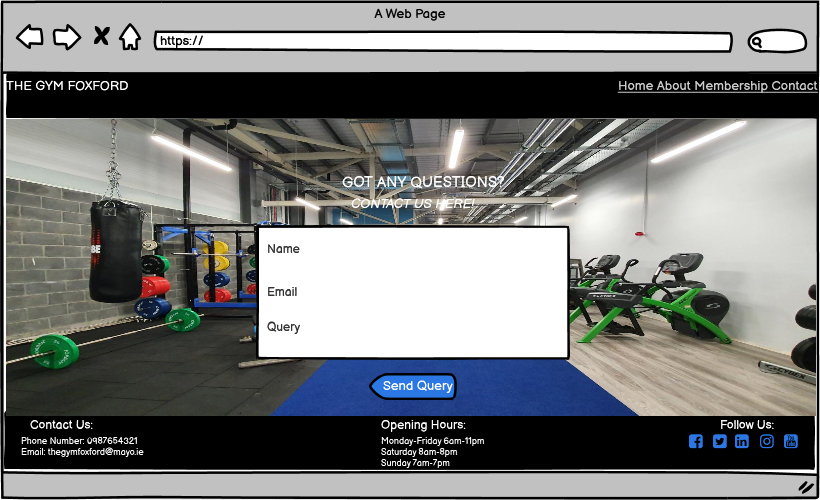 A Web Page
https://
THE GYM FOXFORD
Home About Membership Contact
GOT ANY QUESTIONS?
CONTACT US HERE!
Name
Email
Query
Send Query
Contact Us:
Phone Number: 0987654321
Email: thegymfoxford@mayo.ie
Opening Hours:
Monday-Friday 6am-11pm
Saturday 8am-8pm
Sunday 7am-7pm
Follow Us: